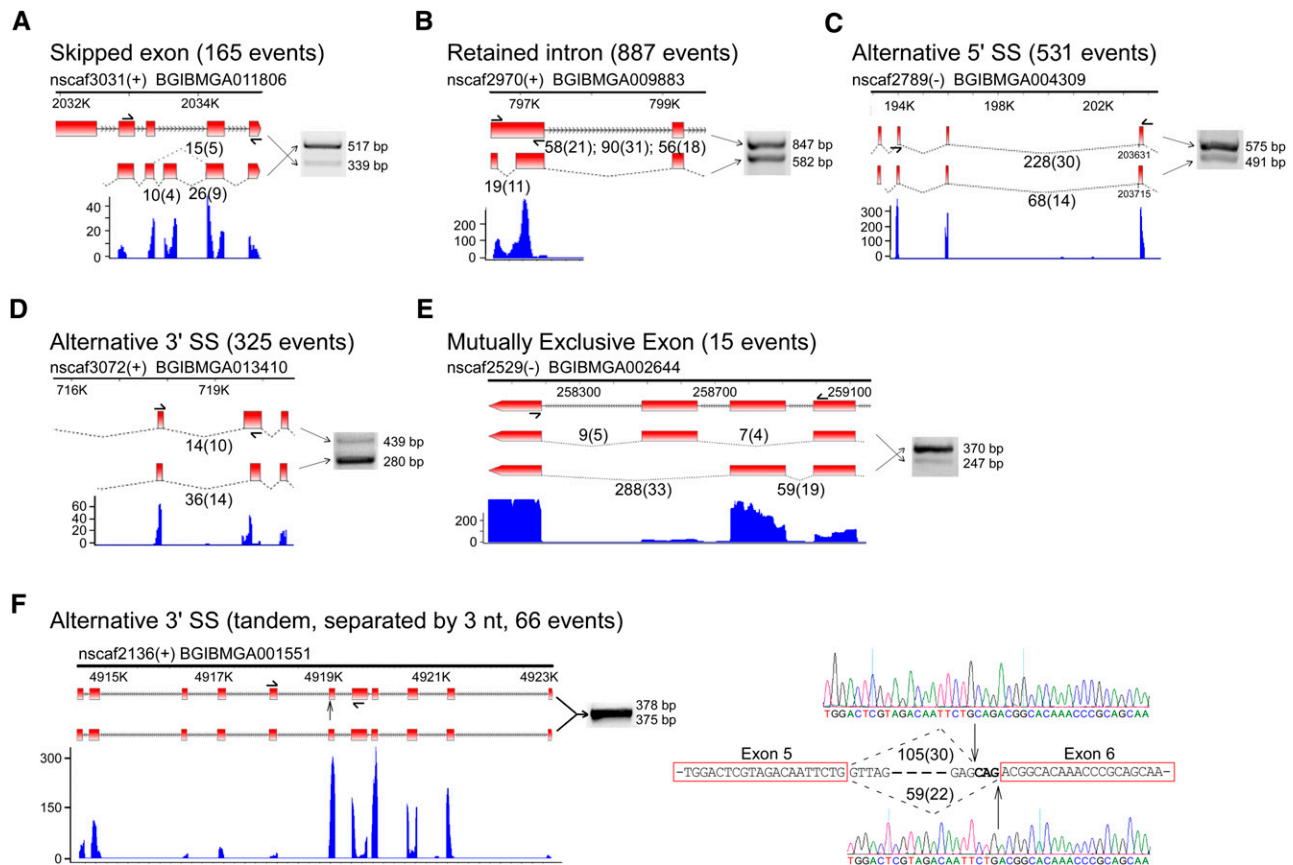 A
Skipped exon (165 events)
nscaf3031(+) BGIBMGA011806
2032K 2034K
15(5)
10(4) 26(9)
517 bp
339 bp
40
20
0
B
Retained intron (887 events)
nscaf2970(+) BGIBMGA009883
797K 799K
58(21); 90(31); 56(18)
19(11)
847 bp
582 bp
200
100
0
C
Alternative 5' SS (531 events)
nscaf2789(-) BGIBMGA004309
194K 198K 202K
228(30)
203631
68(14)
203715
575 bp
491 bp
300
200
100
0
D
Alternative 3' SS (325 events)
nscaf3072(+) BGIBMGA013410
716K 719K
14(10)
36(14)
439 bp
280 bp
60
40
20
0
E
Mutually Exclusive Exon (15 events)
nscaf2529(-) BGIBMGA002644
258300 258700 259100
9(5) 7(4)
288(33) 59(19)
370 bp
247 bp
200
0
F
Alternative 3' SS (tandem, separated by 3 nt, 66 events)
nscaf2136(+) BGIBMGA001551
4915K 4917K 4919K 4921K 4923K
378 bp
375 bp
300
150
0
TGGACTCGTAGACAATTCTGCAGACGGCACAAACCCGCAGCAA
Exon 5 105(30) Exon 6
-TGGACTCGTAGACAATTCTG GTTAG GAGCAG ACGGCACAAACCCGCAGCAA-
59(22)
TGGACTCGTAGACAATTCTGACGGCACAAACCCGCAGCAA